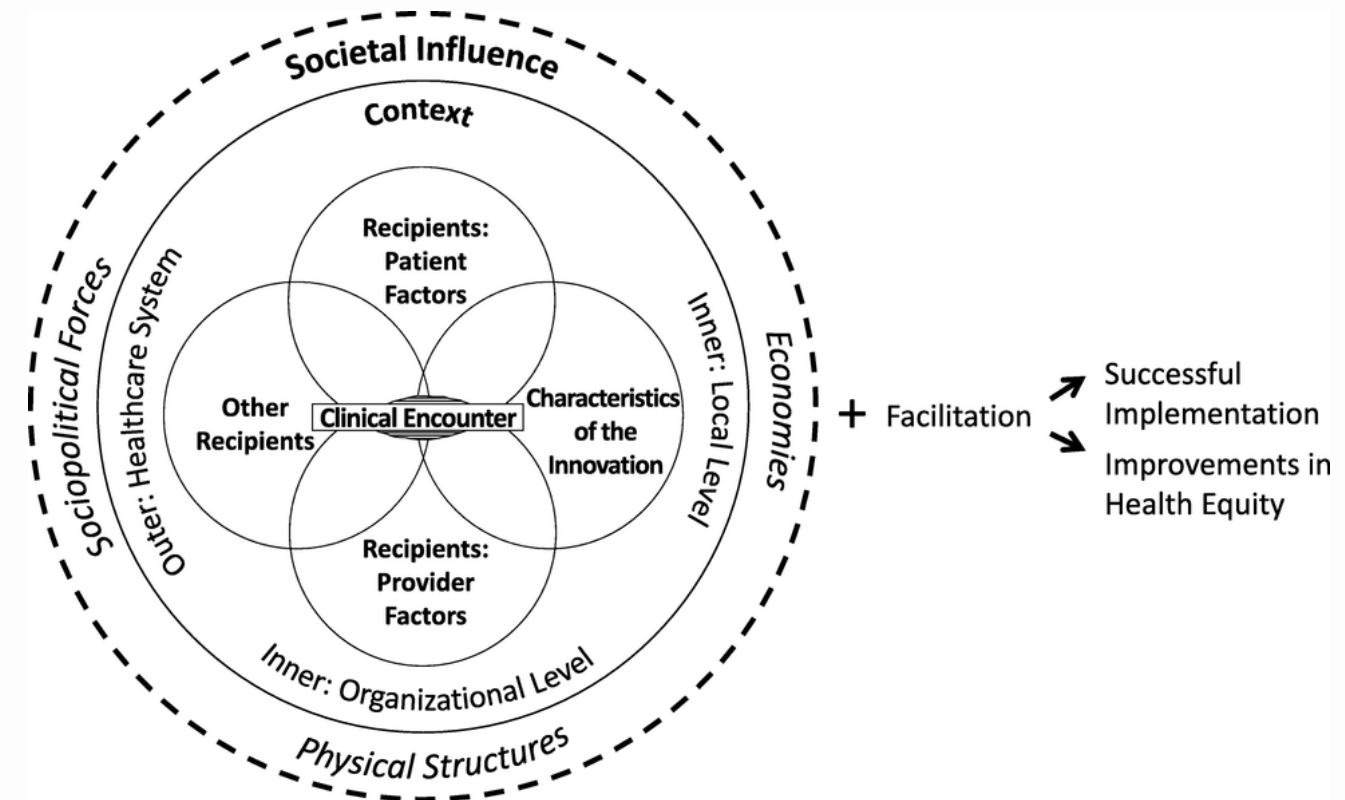 Societal Influence
Context
Sociopolitical Forces
Outer: Healthcare System
Recipients:
Patient
Factors
Other
Recipients
Clinical Encounter
Characteristics
of the
Innovation
Recipients:
Provider
Factors
Inner: Local Level
Economies
Inner: Organizational Level
Physical Structures
+ Facilitation
Successful
Implementation
Improvements in
Health Equity